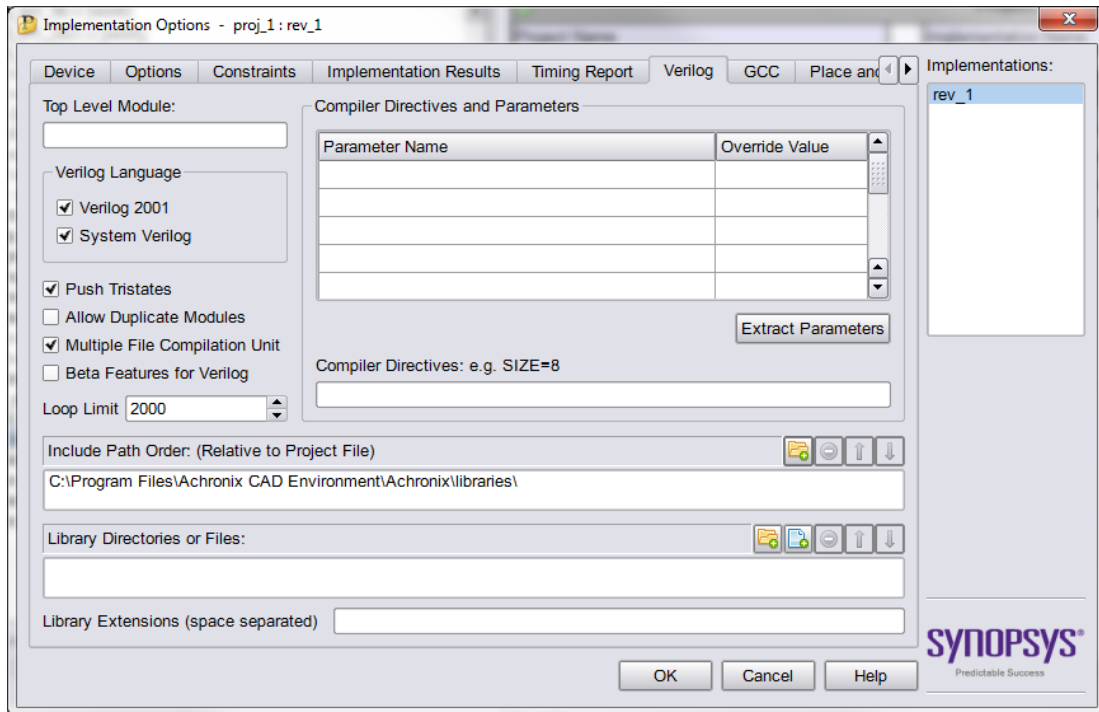 Implementation Options - proj_1 : rev_1
Device Options Constraints Implementation Results Timing Report Verilog GCC Place and
Implementations:
rev_1
Top Level Module:
Verilog Language
Verilog 2001
System Verilog
Push Tristates
Allow Duplicate Modules
Multiple File Compilation Unit
Beta Features for Verilog
Loop Limit 2000
Compiler Directives and Parameters
Parameter Name Override Value
Extract Parameters
Compiler Directives: e.g. SIZE=8
Include Path Order: (Relative to Project File)
C:\Program Files\Achronix CAD Environment\Achronix\libraries\
Library Directories or Files:
Library Extensions (space separated)
SYNOPSYS®
Predictable Success
OK Cancel Help